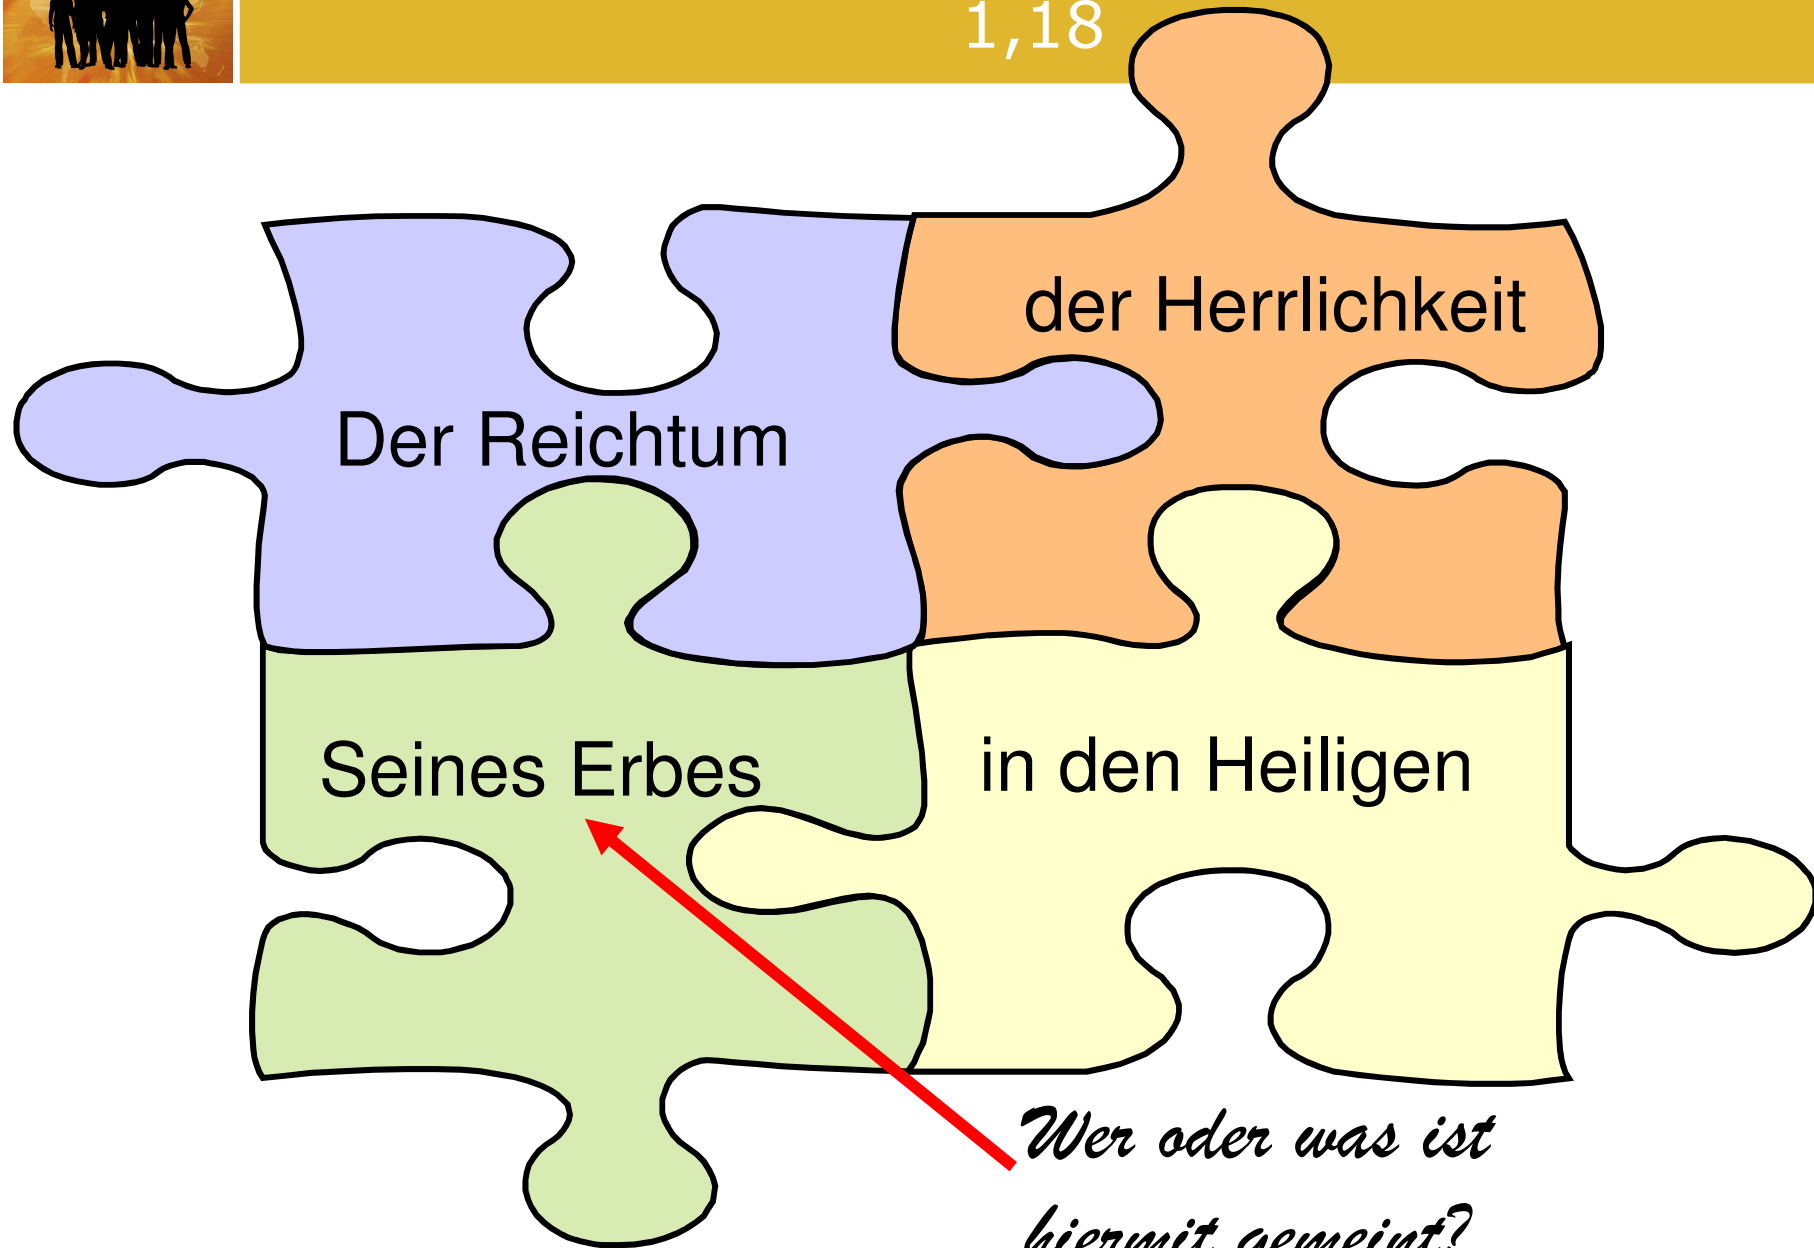 1,18
der Herrlichkeit
Der Reichtum
Seines Erbes
in den Heiligen
Wer oder was ist
hiermit gemeint?